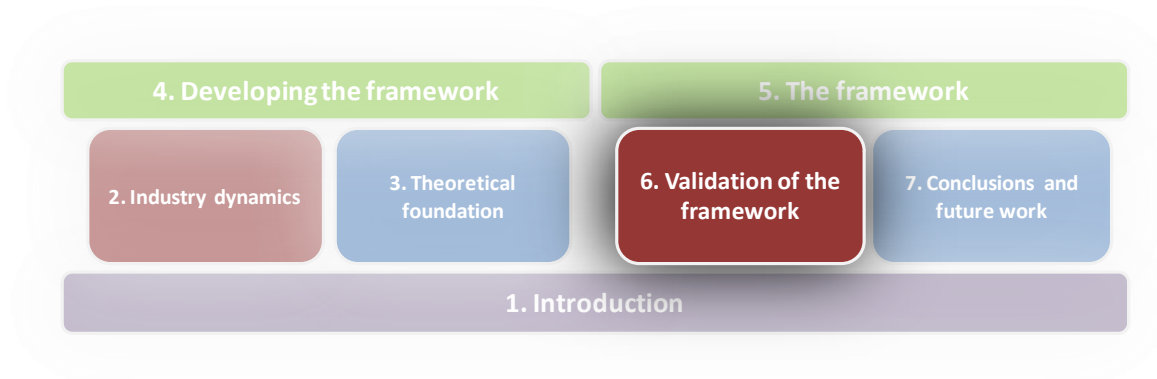 4. Developing the framework
5. The framework
2. Industry dynamics
3. Theoretical
foundation
6. Validation of the
framework
7. Conclusions and
future work
1. Introduction